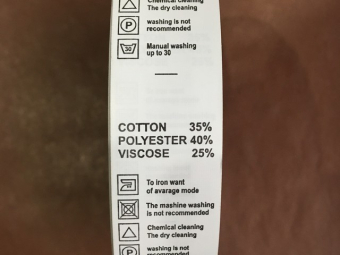 Chemical cleaning
The dry cleaning
P
washing is not
recommended
30
Manual washing
up to 30
COTTON 35%
POLYESTER 40%
VISCOSE 25%
To iron want
of avarage mode
The mashine washing
is not recommended
Chemical cleaning
The dry cleaning
P
washing is not
recommended